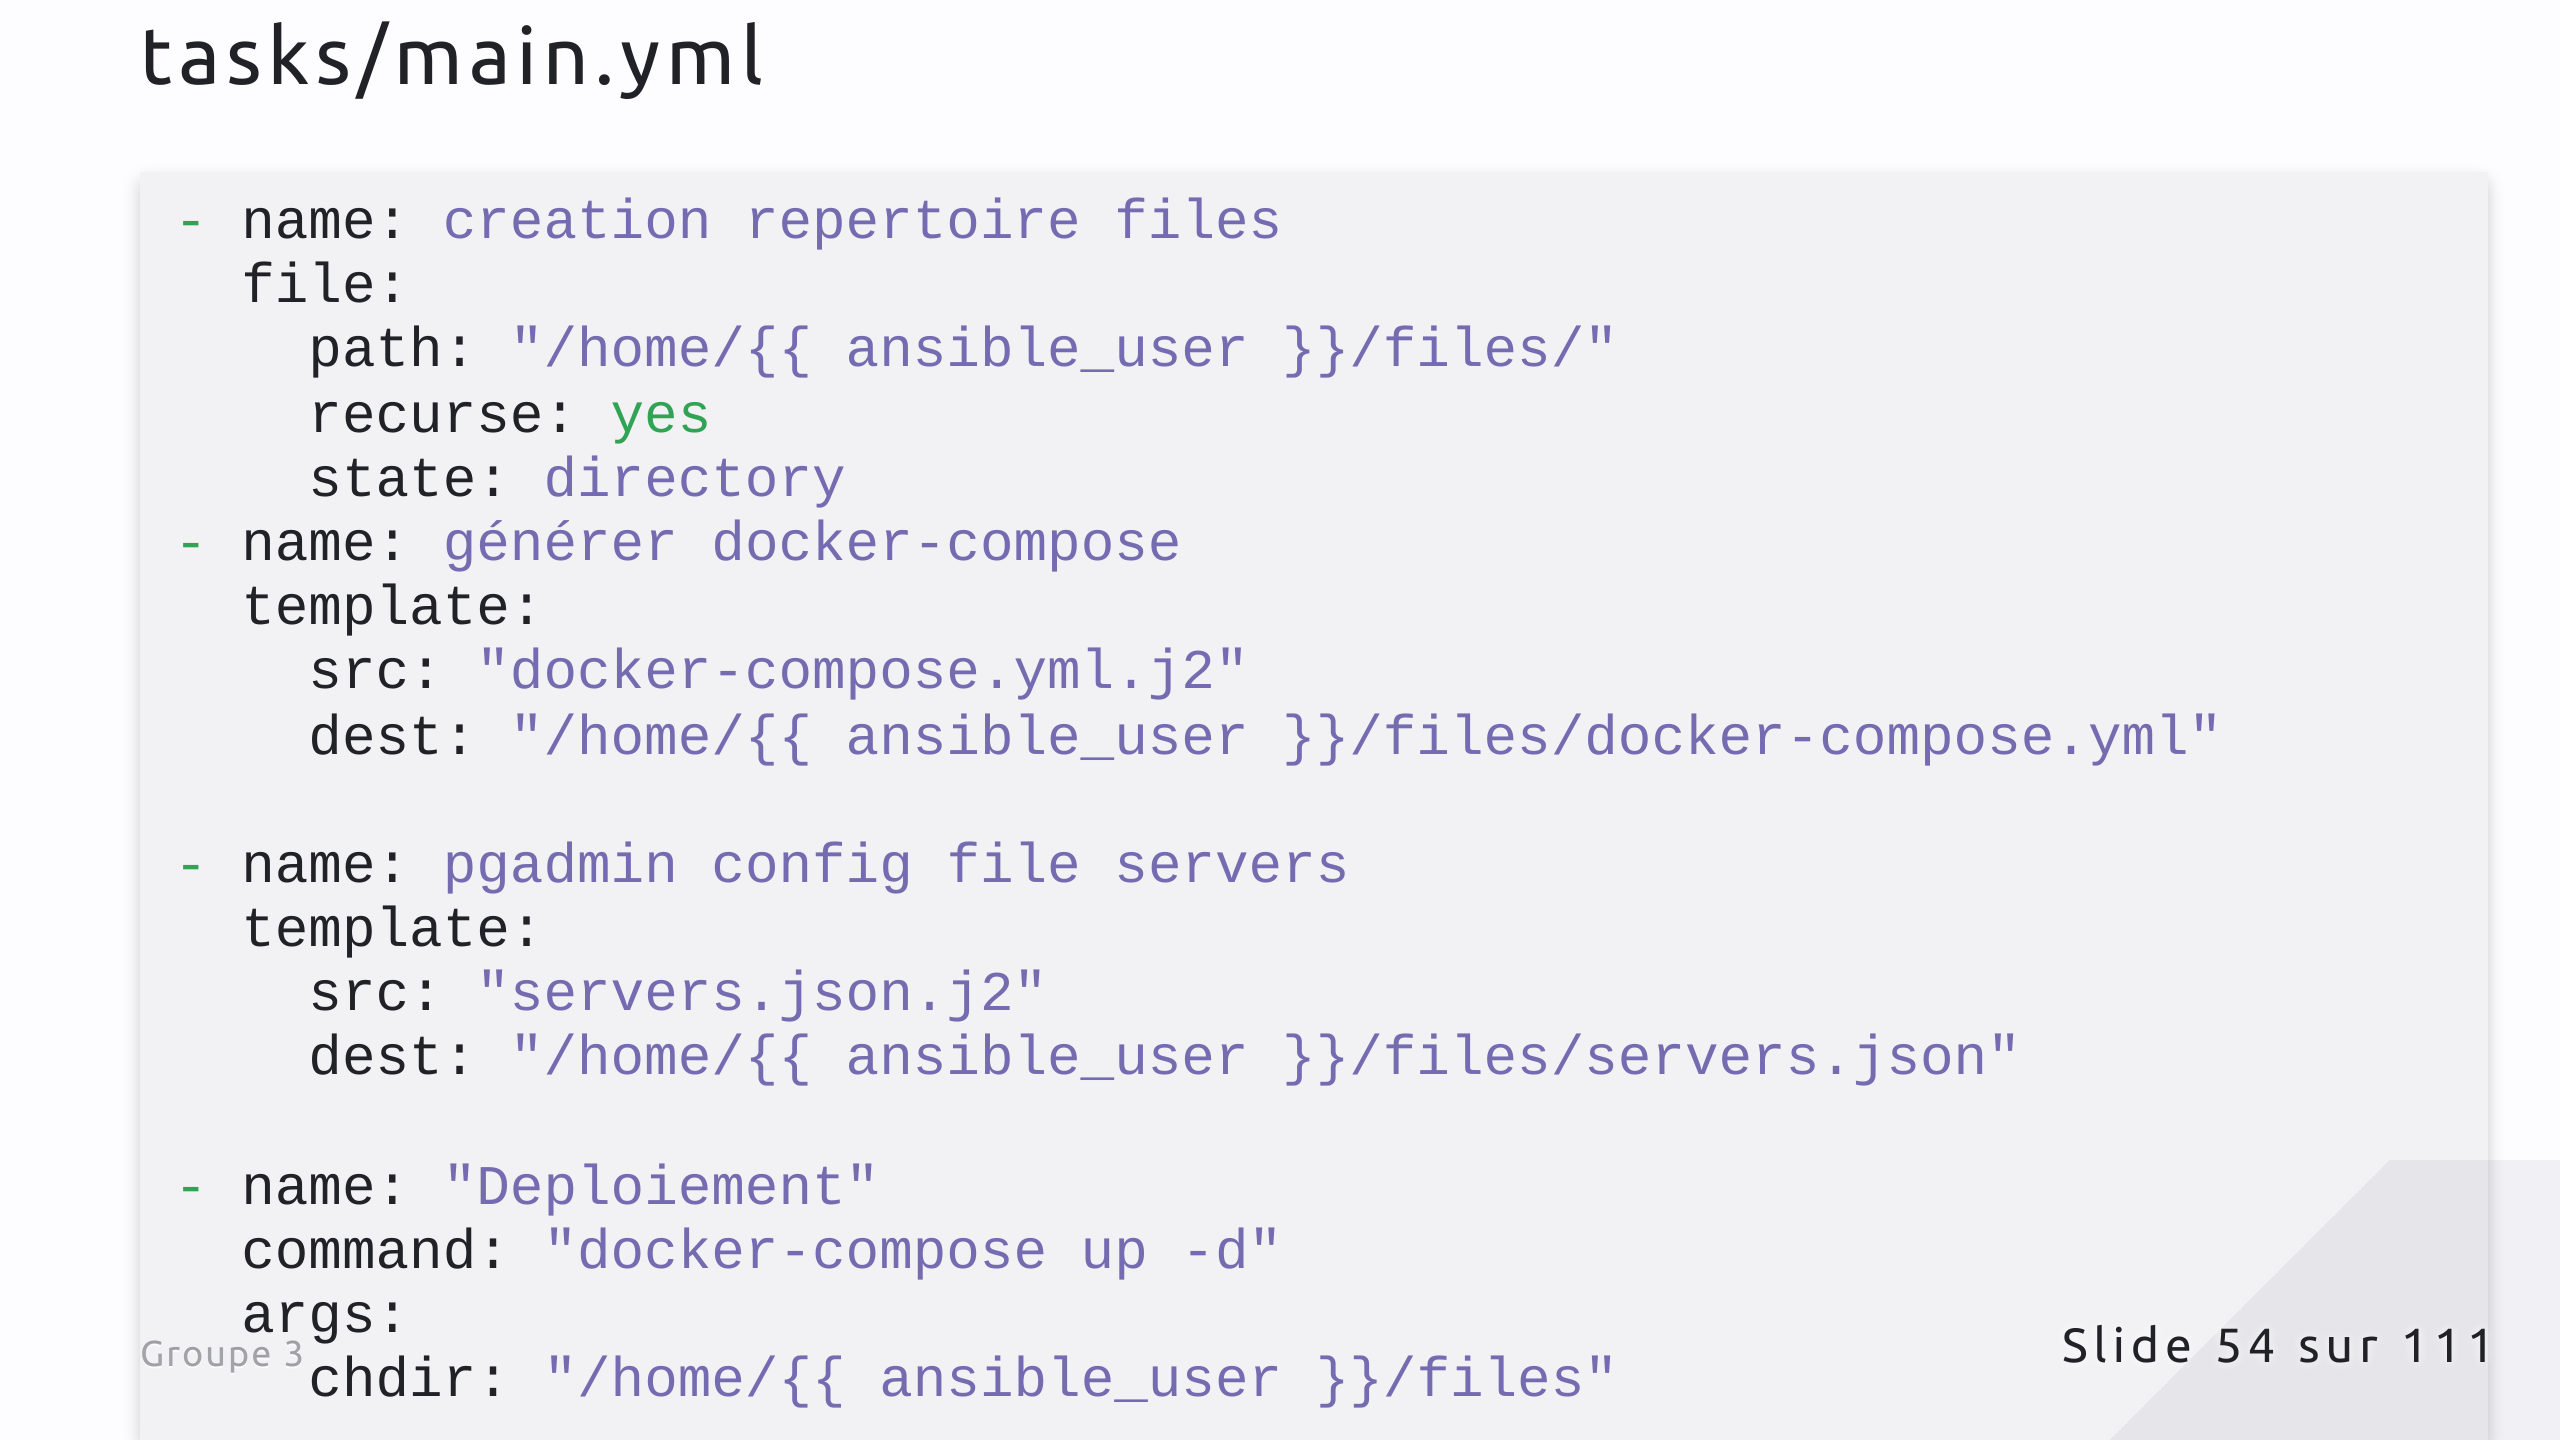 tasks/main.yml
- name: creation repertoire files
  file:
    path: "/home/{{ ansible_user }}/files/"
    recurse: yes
    state: directory
- name: générer docker-compose
  template:
    src: "docker-compose.yml.j2"
    dest: "/home/{{ ansible_user }}/files/docker-compose.yml"

- name: pgadmin config file servers
  template:
    src: "servers.json.j2"
    dest: "/home/{{ ansible_user }}/files/servers.json"

- name: "Deploiement"
  command: "docker-compose up -d"
  args:
    chdir: "/home/{{ ansible_user }}/files"
Groupe 3
Slide 54 sur 111